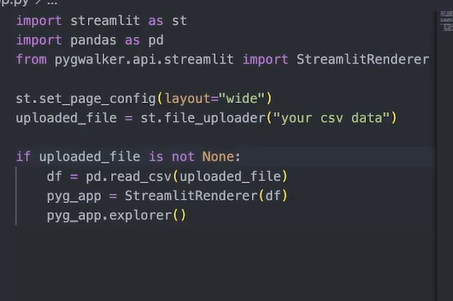 p.py / ...
import streamlit as st
import pandas as pd
from pygwalker.api.streamlit import StreamlitRenderer
st.set_page_config(layout="wide")
uploaded_file = st.file_uploader("your csv data")
if uploaded_file is not None:
    df = pd.read_csv(uploaded_file)
    pyg_app = StreamlitRenderer(df)
    pyg_app.explorer()